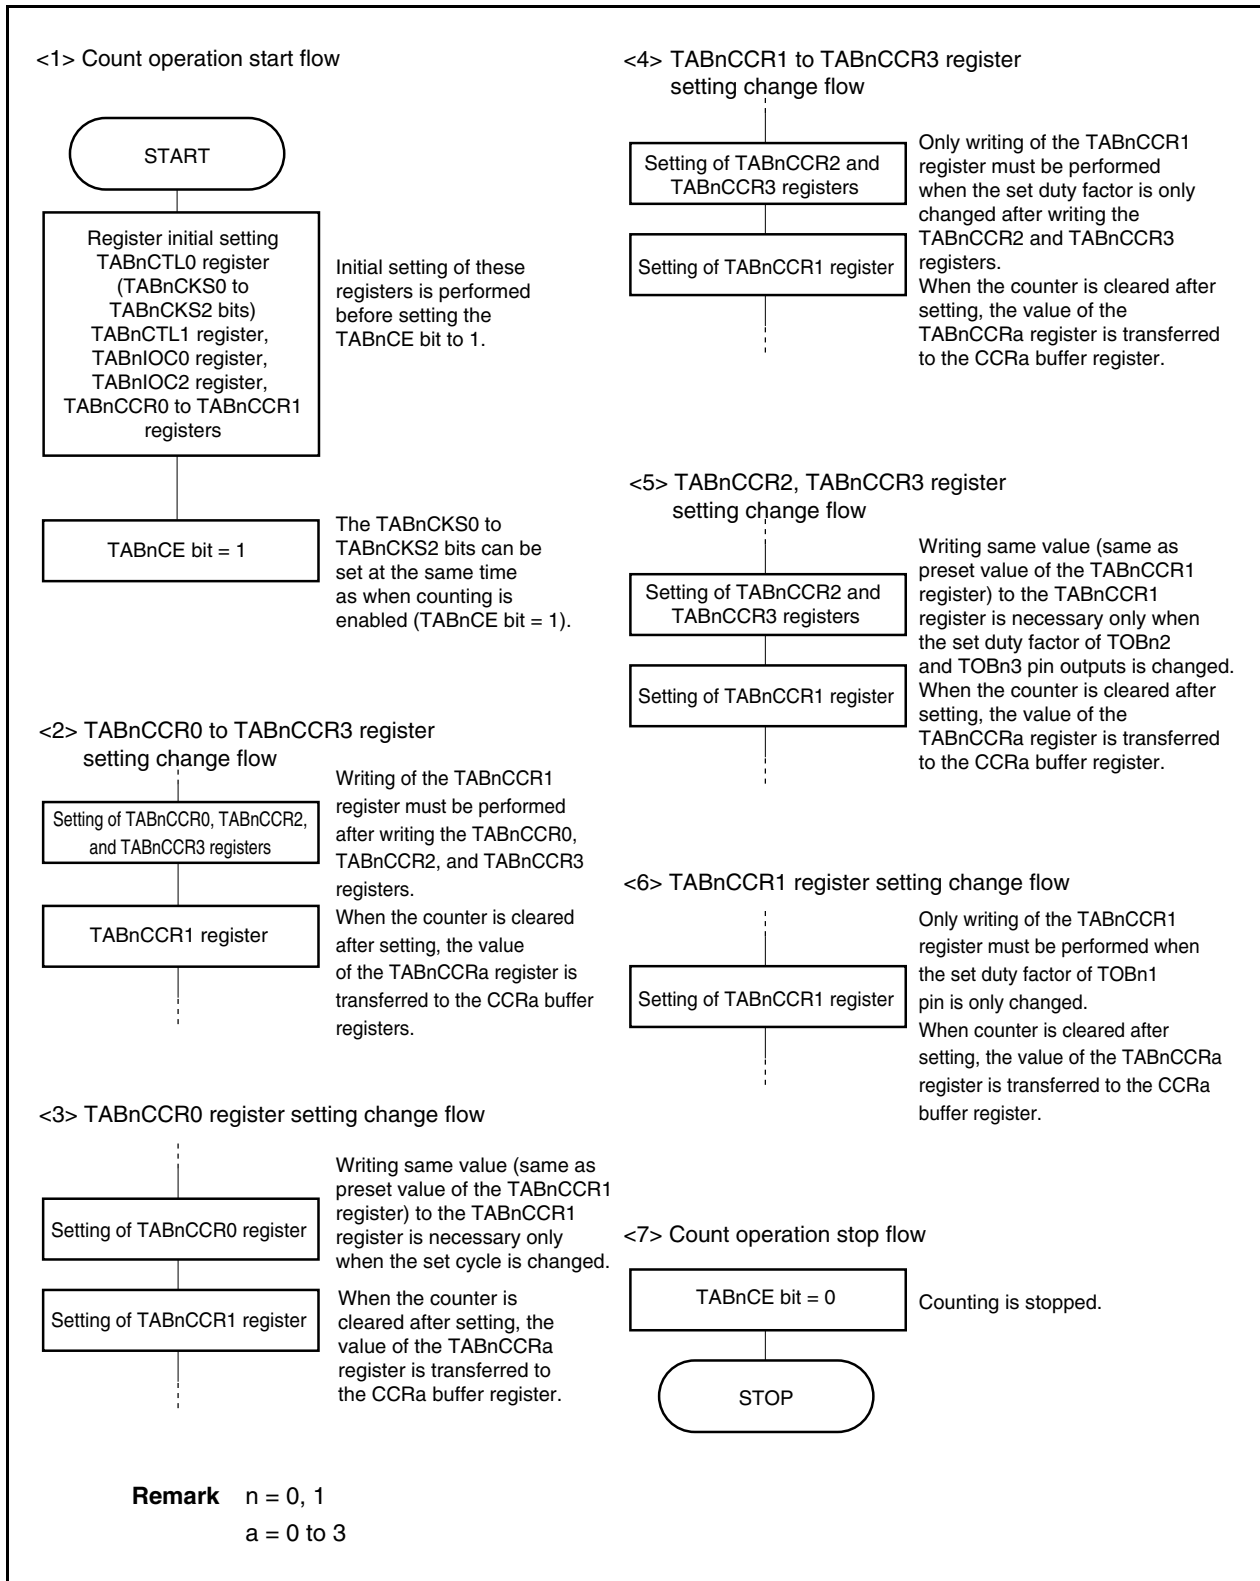 <1> Count operation start flow
START
Register initial setting
TABnCTL0 register
(TABnCKS0 to
TABnCKS2 bits)
TABnCTL1 register,
TABnIOC0 register,
TABnIOC2 register,
TABnCCR0 to TABnCCR1
registers
Initial setting of these
registers is performed
before setting the
TABnCE bit to 1.
TABnCE bit = 1
The TABnCKS0 to
TABnCKS2 bits can be
set at the same time
as when counting is
enabled (TABnCE bit = 1).
<2> TABnCCR0 to TABnCCR3 register
setting change flow
Setting of TABnCCR0, TABnCCR2,
and TABnCCR3 registers
TABnCCR1 register
Writing of the TABnCCR1
register must be performed
after writing the TABnCCR0,
TABnCCR2, and TABnCCR3
registers.
When the counter is cleared
after setting, the value
of the TABnCCRa register is
transferred to the CCRa buffer
registers.
<3> TABnCCR0 register setting change flow
Setting of TABnCCR0 register
Setting of TABnCCR1 register
Writing same value (same as
preset value of the TABnCCR1
register) to the TABnCCR1
register is necessary only
when the set cycle is changed.
When the counter is
cleared after setting, the
value of the TABnCCRa
register is transferred to
the CCRa buffer register.
<4> TABnCCR1 to TABnCCR3 register
setting change flow
Setting of TABnCCR2 and
TABnCCR3 registers
Setting of TABnCCR1 register
Only writing of the TABnCCR1
register must be performed
when the set duty factor is only
changed after writing the
TABnCCR2 and TABnCCR3
registers.
When the counter is cleared after
setting, the value of the
TABnCCRa register is transferred
to the CCRa buffer register.
<5> TABnCCR2, TABnCCR3 register
setting change flow
Setting of TABnCCR2 and
TABnCCR3 registers
Setting of TABnCCR1 register
Writing same value (same as
preset value of the TABnCCR1
register) to the TABnCCR1
register is necessary only when
the set duty factor of TOBn2
and TOBn3 pin outputs is changed.
When the counter is cleared after
setting, the value of the
TABnCCRa register is transferred
to the CCRa buffer register.
<6> TABnCCR1 register setting change flow
Setting of TABnCCR1 register
Only writing of the TABnCCR1
register must be performed when
the set duty factor of TOBn1
pin is only changed.
When counter is cleared after
setting, the value of the TABnCCRa
register is transferred to the CCRa
buffer register.
<7> Count operation stop flow
TABnCE bit = 0
Counting is stopped.
STOP
Remark n = 0, 1
a = 0 to 3